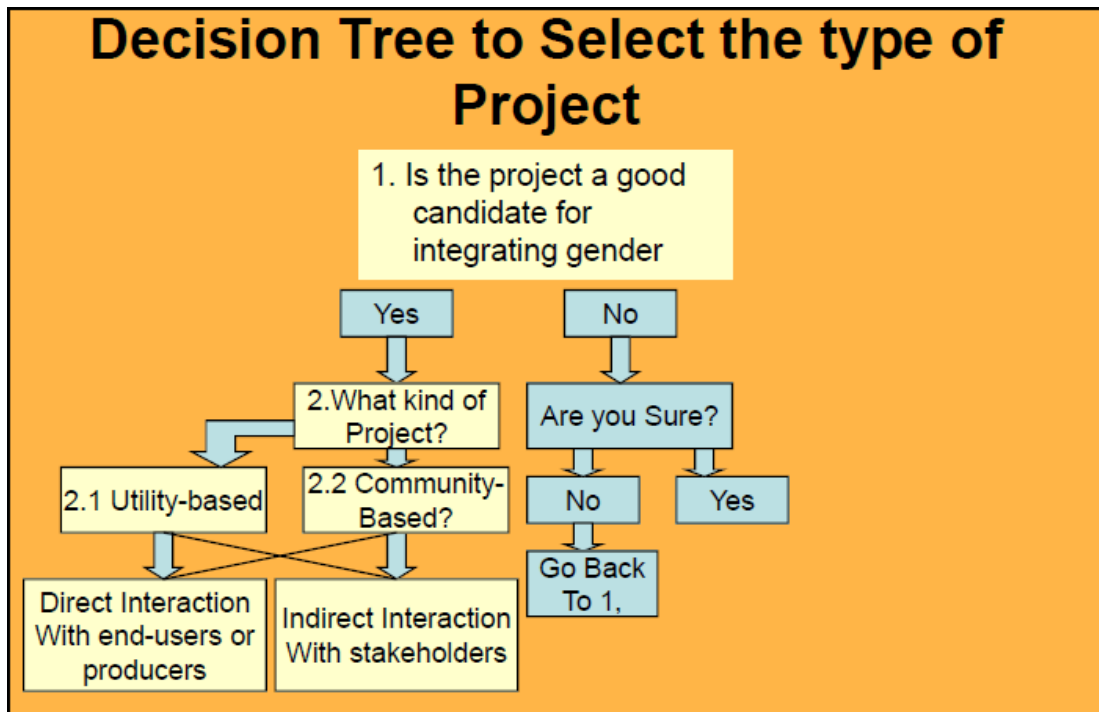 Decision Tree to Select the type of
Project
1. Is the project a good
candidate for
integrating gender
Yes
No
2.What kind of
Project?
Are you Sure?
2.1 Utility-based
2.2 Community-
Based?
No
Yes
Go Back
To 1,
Direct Interaction
With end-users or
producers
Indirect Interaction
With stakeholders